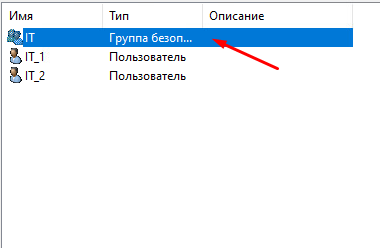 Имя Тип Описание
IT Группа безоп...
IT_1 Пользователь
IT_2 Пользователь